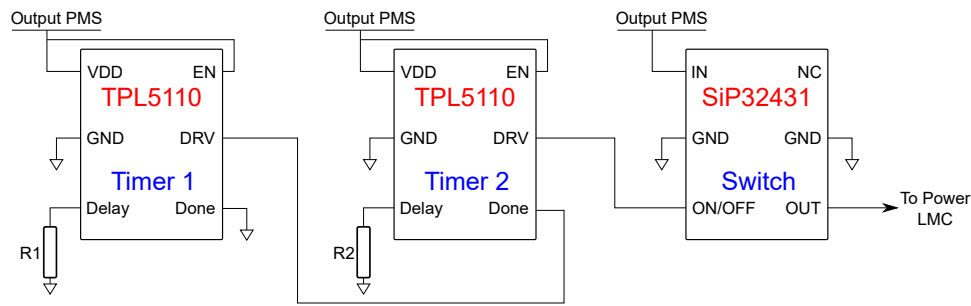 Output PMS
VDD
EN
TPL5110
GND
DRV
Timer 1
Delay
Done
R1
Output PMS
VDD
EN
TPL5110
GND
DRV
Timer 2
Delay
Done
R2
Output PMS
IN
NC
SiP32431
GND
GND
Switch
ON/OFF
OUT
To Power
LMC